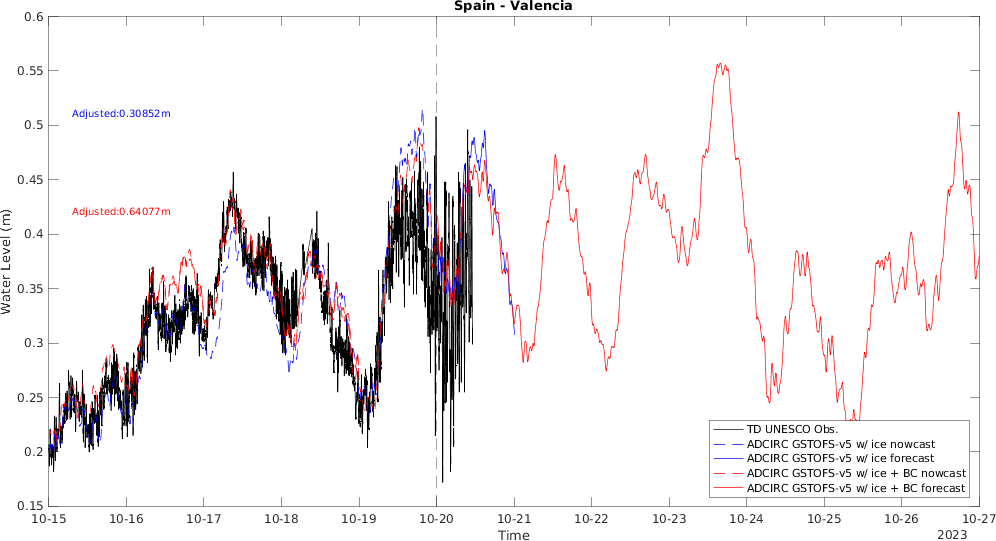 Spain - Valencia
0.6
0.55
0.5
0.45
0.4
0.35
0.3
0.25
0.2
0.15
Water Level (m)
Adjusted:0.30852m
Adjusted:0.64077m
TD UNESCO Obs.
ADCIRC GSTOFS-v5 w/ ice nowcast
ADCIRC GSTOFS-v5 w/ ice forecast
ADCIRC GSTOFS-v5 w/ ice + BC nowcast
ADCIRC GSTOFS-v5 w/ ice + BC forecast
10-15 10-16 10-17 10-18 10-19 10-20 10-21 10-22 10-23 10-24 10-25 10-26 10-27
Time
2023